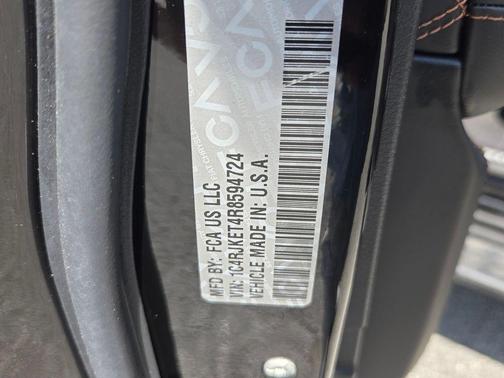 MFD BY: FCA US LLC
VIN: 1C4RJKET4R8594724
VEHICLE MADE IN: U.S.A.